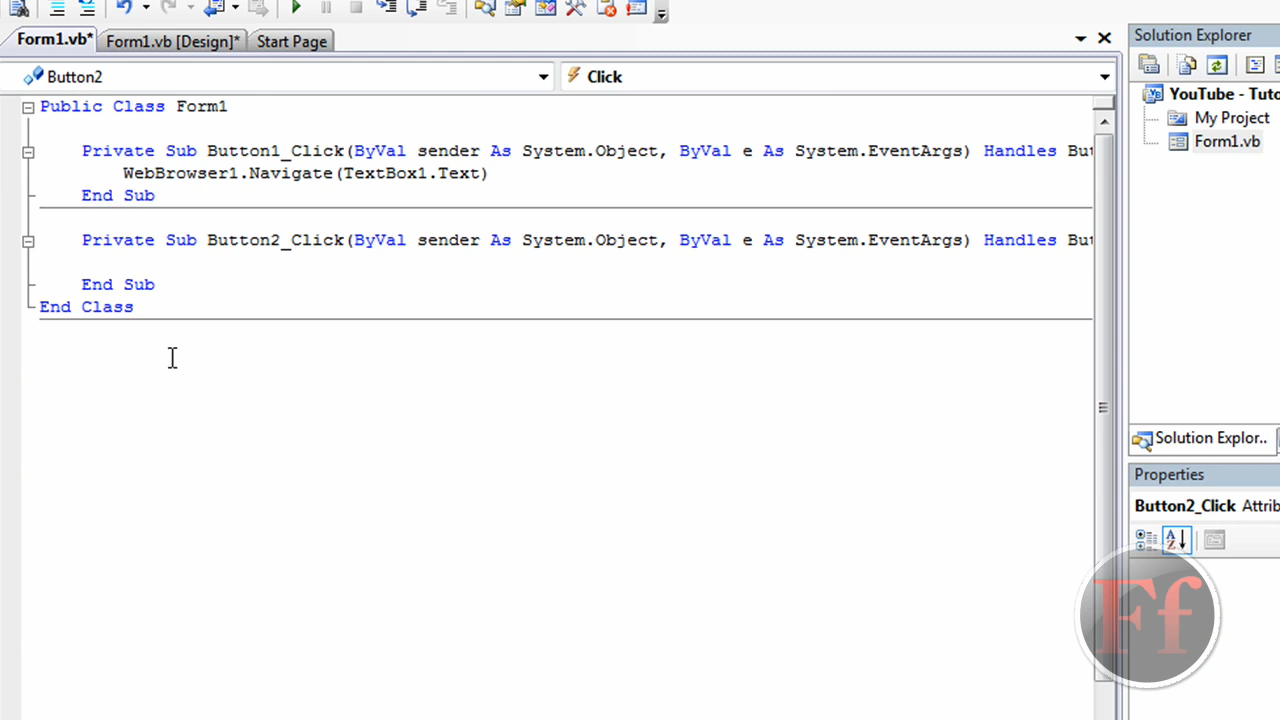 Form1.vb* Form1.vb [Design]* Start Page
Button2 Click
Public Class Form1
Private Sub Button1_Click(ByVal sender As System.Object, ByVal e As System.EventArgs) Handles But
WebBrowser1.Navigate(TextBox1.Text)
End Sub
Private Sub Button2_Click(ByVal sender As System.Object, ByVal e As System.EventArgs) Handles But
End Sub
End Class
Solution Explorer
YouTube - Tuto
My Project
Form1.vb
Solution Explor..
Properties
Button2_Click Attrib
Ff